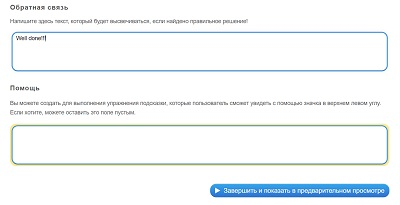 Обратная связь
Напишите здесь текст, который будет высвечиваться, если найдено правильное решение!
Well done!!!
Помощь
Вы можете создать для выполнения упражнения подсказки, которые пользователь сможет увидеть с помощью значка в верхнем левом углу.
Если хотите, можете оставить это поле пустым.
Завершить и показать в предварительном просмотре